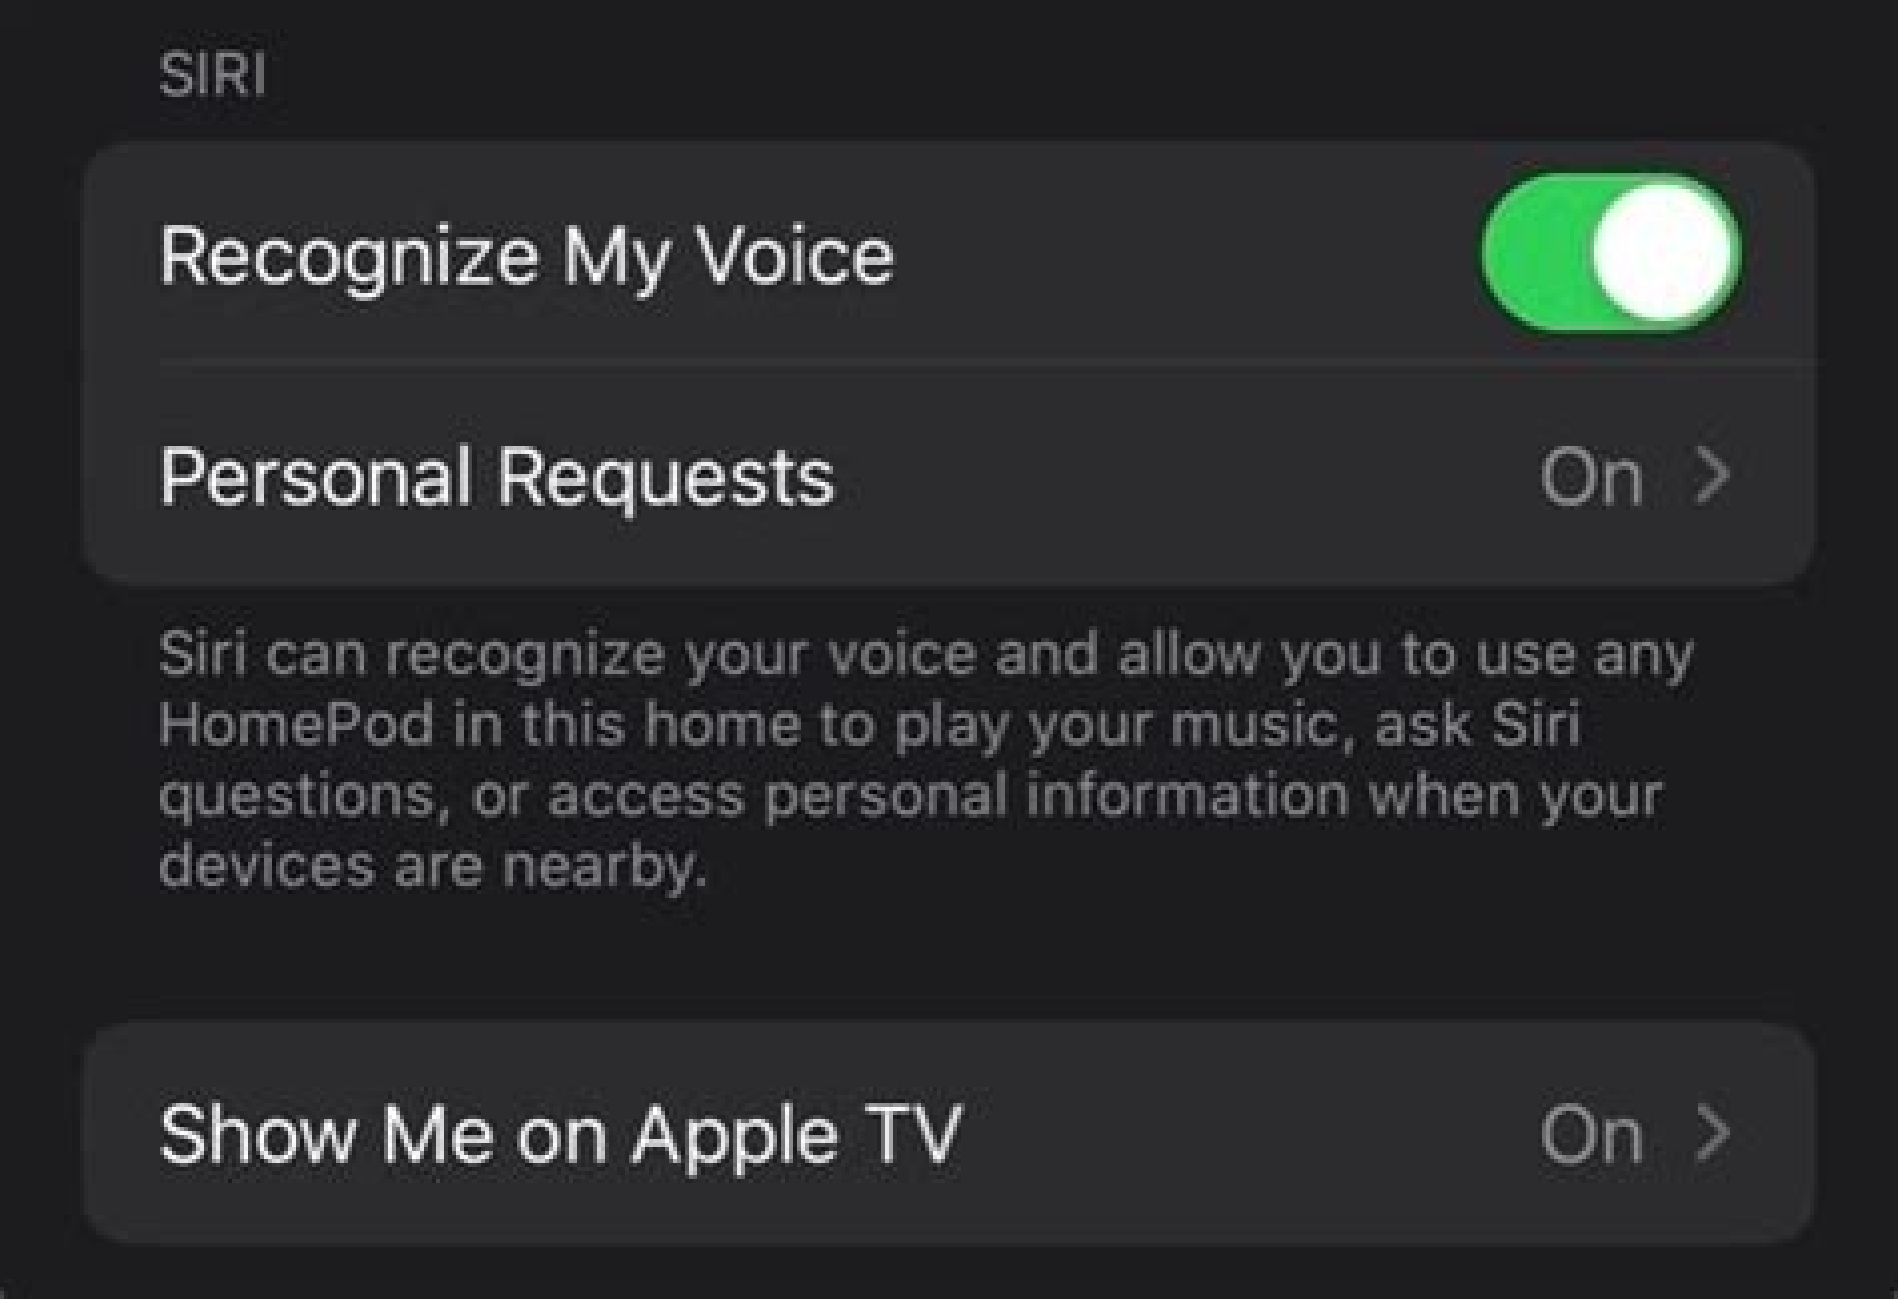 SIRI
Recognize My Voice
Personal Requests On
Siri can recognize your voice and allow you to use any
HomePod in this home to play your music, ask Siri
questions, or access personal information when your
devices are nearby.
Show Me on Apple TV On